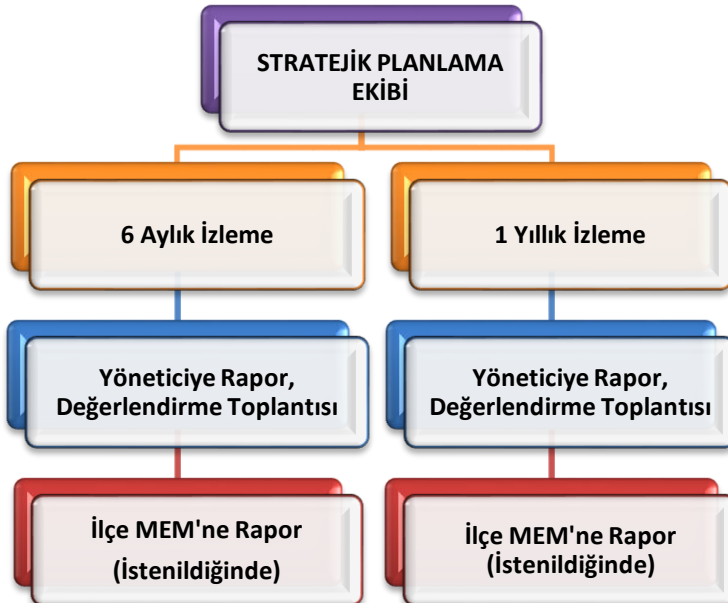 STRATEJİK PLANLAMA
EKİBİ
6 Aylık İzleme
1 Yıllık İzleme
Yöneticiye Rapor,
Değerlendirme Toplantısı
Yöneticiye Rapor,
Değerlendirme Toplantısı
İlçe MEM'ne Rapor
(İstenildiğinde)
İlçe MEM'ne Rapor
(İstenildiğinde)